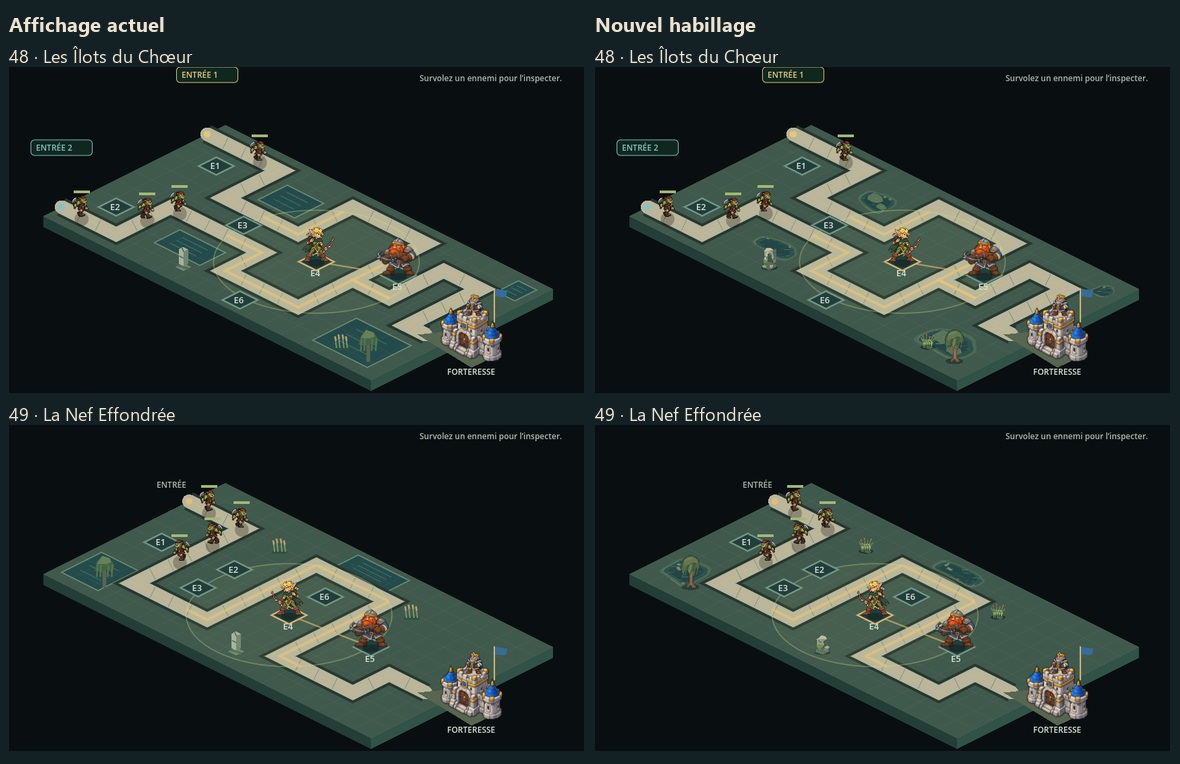 Affichage actuel
Nouvel habillage
48 · Les Îlots du Chœur
48 · Les Îlots du Chœur
ENTRÉE 1
Survolez un ennemi pour l'inspecter.
ENTRÉE 1
Survolez un ennemi pour l'inspecter.
ENTRÉE 2
ENTRÉE 2
E1
E1
E2
E2
E3
E3
E4
E4
E5
E5
E6
E6
FORTERESSE
FORTERESSE
49 · La Nef Effondrée
49 · La Nef Effondrée
Survolez un ennemi pour l'inspecter.
Survolez un ennemi pour l'inspecter.
ENTRÉE
ENTRÉE
E1
E1
E2
E2
E3
E6
E3
E6
E4
E4
E5
E5
FORTERESSE
FORTERESSE